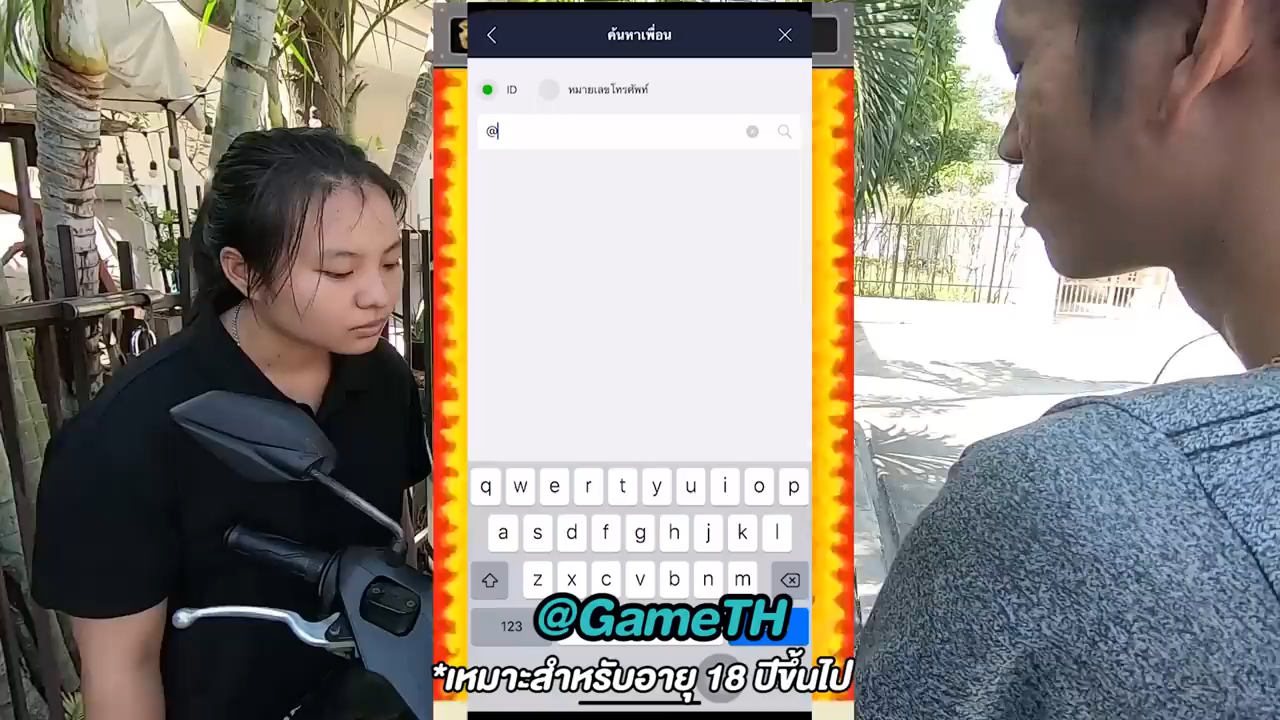 ค้นหาเพื่อน
ID
หมายเลขโทรศัพท์
@
q w e r t y u i o p
a s d f g h j k l
z x c v b n m
123
@GameTH
*เหมาะสำหรับอายุ 18 ปีขึ้นไป